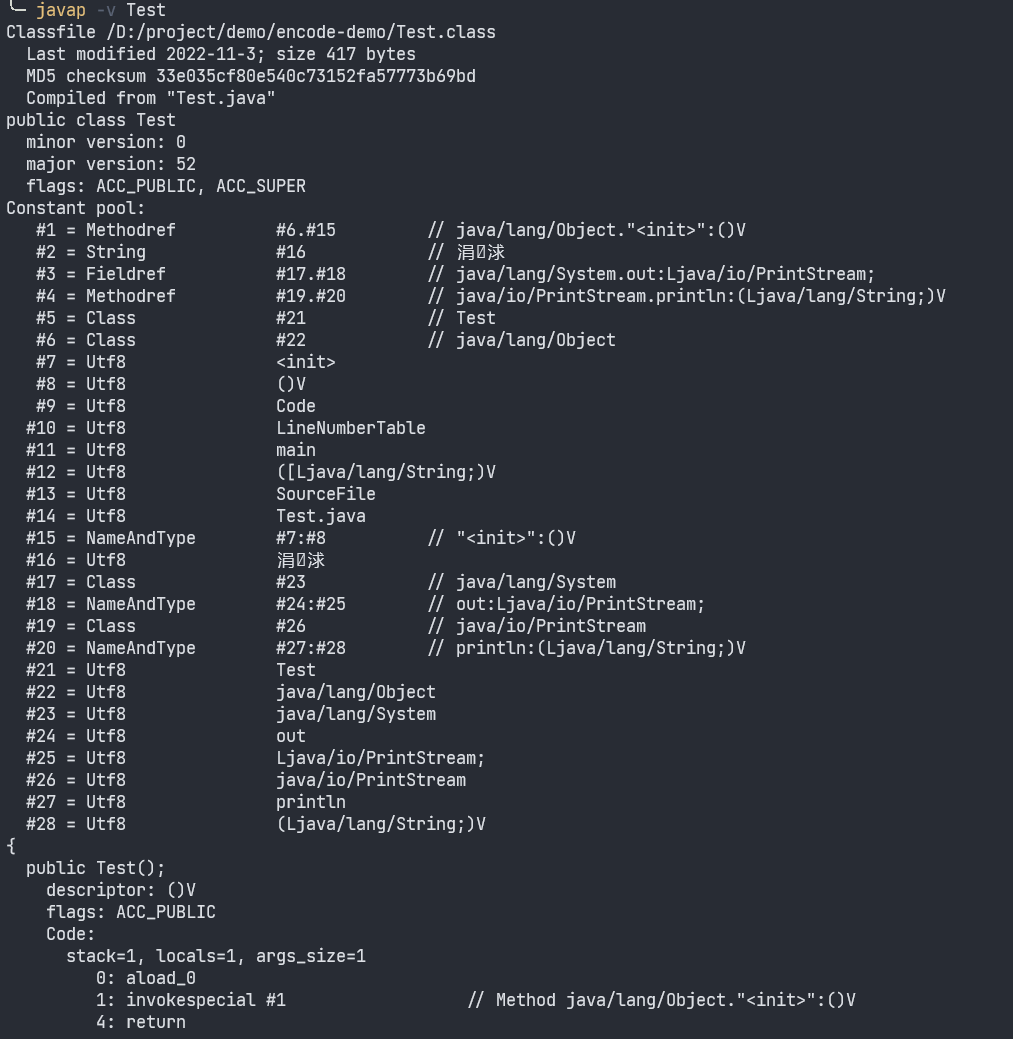 javap -v Test
Classfile /D:/project/demo/encode-demo/Test.class
  Last modified 2022-11-3; size 417 bytes
  MD5 checksum 33e035cf80e540c73152fa57773b69bd
  Compiled from "Test.java"
public class Test
  minor version: 0
  major version: 52
  flags: ACC_PUBLIC, ACC_SUPER
Constant pool:
   #1 = Methodref          #6.#15         // java/lang/Object."<init>":()V
   #2 = String             #16            // 涓浗
   #3 = Fieldref           #17.#18        // java/lang/System.out:Ljava/io/PrintStream;
   #4 = Methodref          #19.#20        // java/io/PrintStream.println:(Ljava/lang/String;)V
   #5 = Class              #21            // Test
   #6 = Class              #22            // java/lang/Object
   #7 = Utf8               <init>
   #8 = Utf8               ()V
   #9 = Utf8               Code
  #10 = Utf8               LineNumberTable
  #11 = Utf8               main
  #12 = Utf8               ([Ljava/lang/String;)V
  #13 = Utf8               SourceFile
  #14 = Utf8               Test.java
  #15 = NameAndType        #7:#8          // "<init>":()V
  #16 = Utf8               涓浗
  #17 = Class              #23            // java/lang/System
  #18 = NameAndType        #24:#25        // out:Ljava/io/PrintStream;
  #19 = Class              #26            // java/io/PrintStream
  #20 = NameAndType        #27:#28        // println:(Ljava/lang/String;)V
  #21 = Utf8               Test
  #22 = Utf8               java/lang/Object
  #23 = Utf8               java/lang/System
  #24 = Utf8               out
  #25 = Utf8               Ljava/io/PrintStream;
  #26 = Utf8               java/io/PrintStream
  #27 = Utf8               println
  #28 = Utf8               (Ljava/lang/String;)V
{
  public Test();
    descriptor: ()V
    flags: ACC_PUBLIC
    Code:
      stack=1, locals=1, args_size=1
         0: aload_0
         1: invokespecial #1                  // Method java/lang/Object."<init>":()V
         4: return